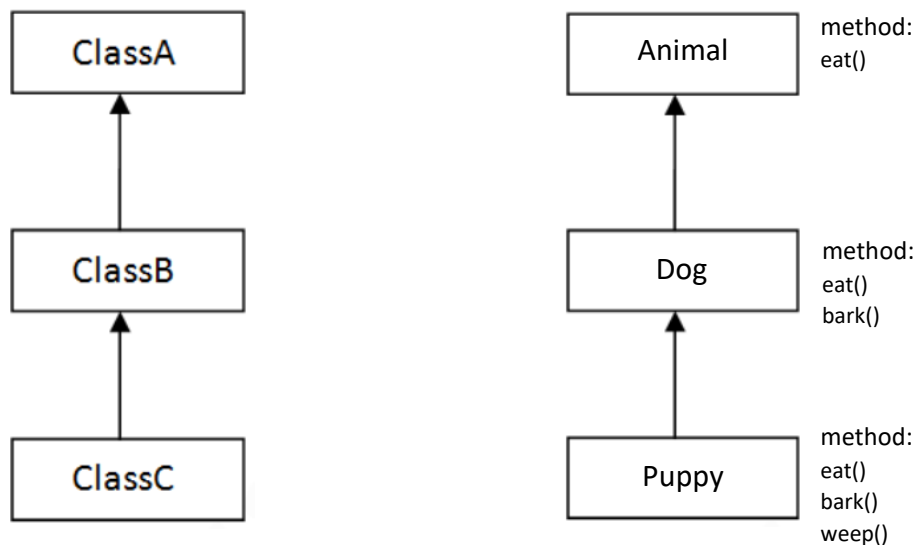 ClassA
ClassB
ClassC
Animal
method:
eat()
Dog
method:
eat()
bark()
Puppy
method:
eat()
bark()
weep()